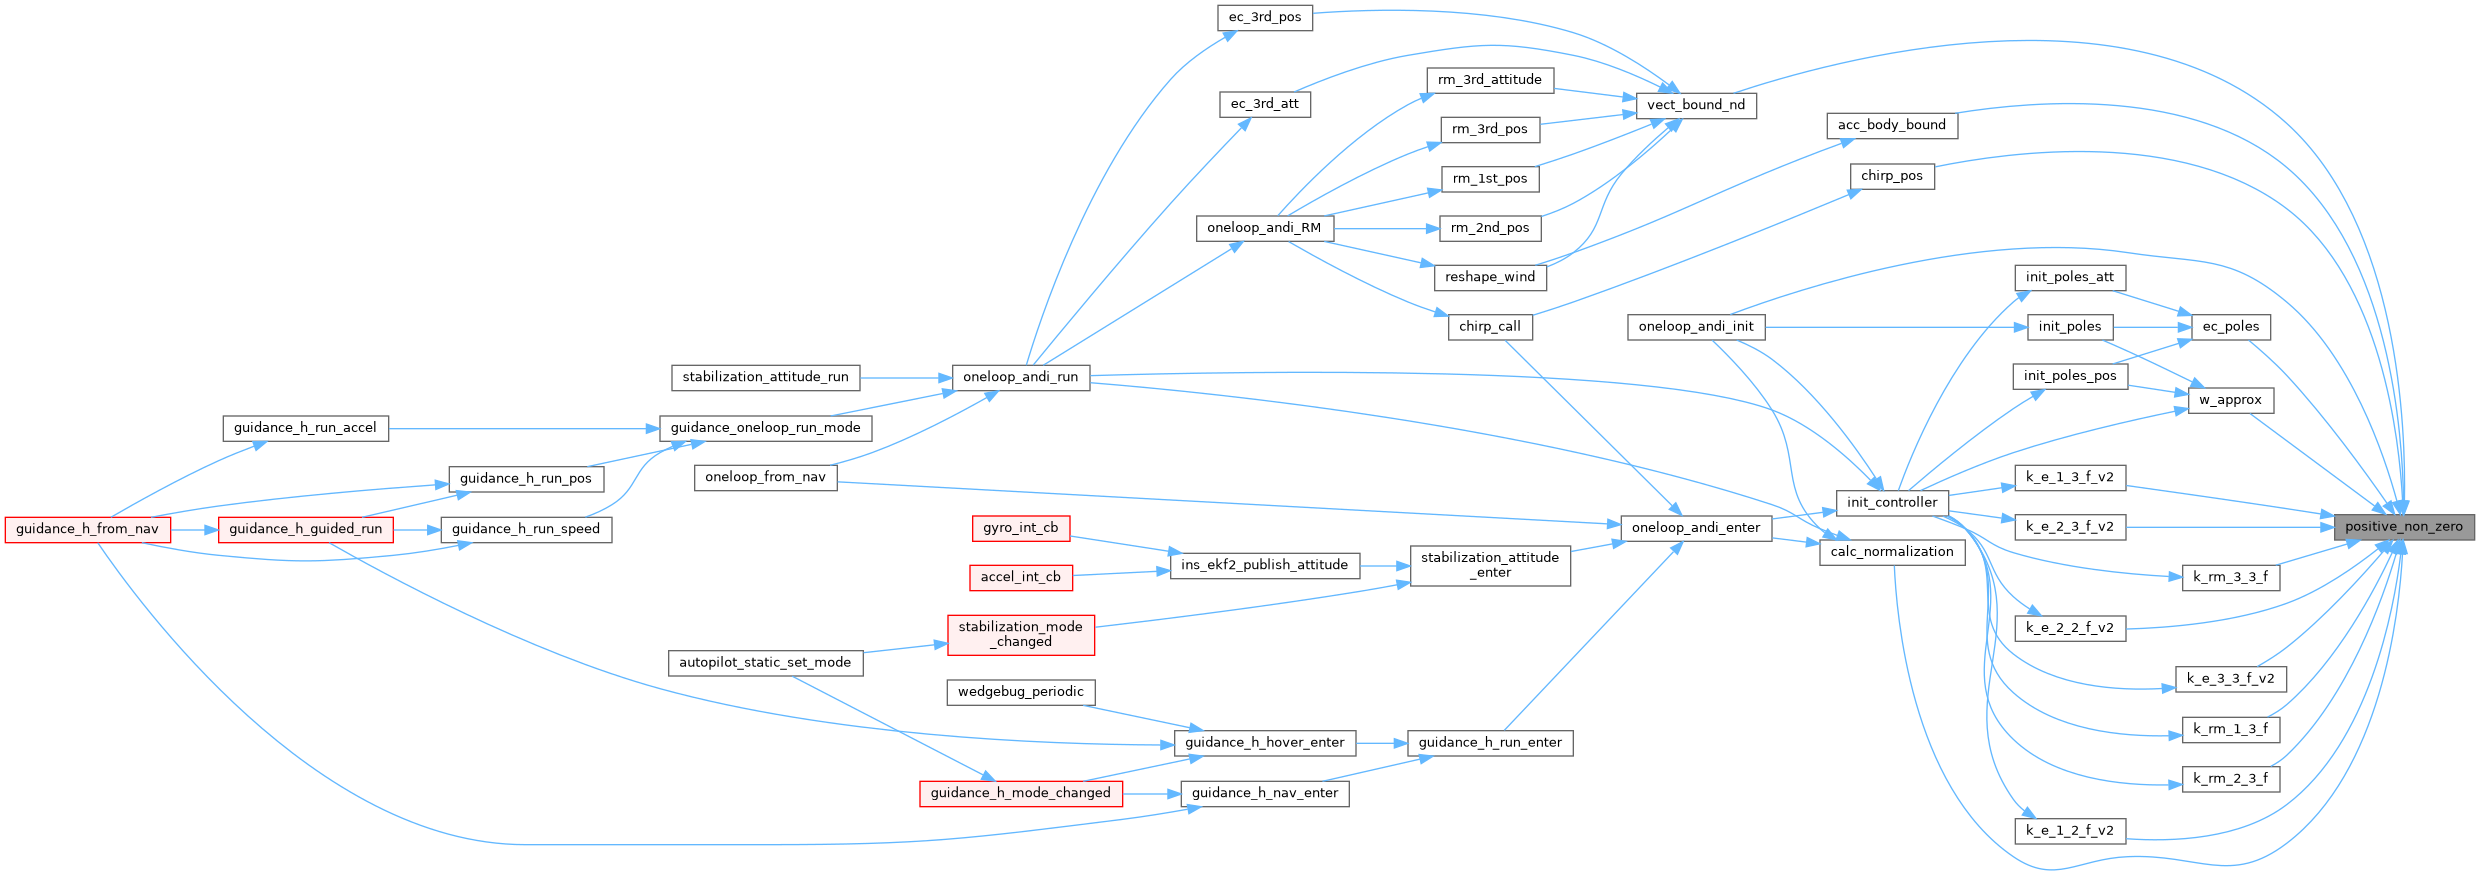 ec_3rd_pos
rm_3rd_attitude
ec_3rd_att
vect_bound_nd
acc_body_bound
rm_3rd_pos
chirp_pos
rm_1st_pos
oneloop_andi_RM
rm_2nd_pos
reshape_wind
init_poles_att
chirp_call
oneloop_andi_init
init_poles
ec_poles
stabilization_attitude_run
oneloop_andi_run
init_poles_pos
w_approx
guidance_h_run_accel
guidance_oneloop_run_mode
guidance_h_run_pos
oneloop_from_nav
k_e_1_3_f_v2
init_controller
guidance_h_from_nav
guidance_h_guided_run
guidance_h_run_speed
gyro_int_cb
oneloop_andi_enter
k_e_2_3_f_v2
positive_non_zero
calc_normalization
ins_ekf2_publish_attitude
stabilization_attitude
_enter
accel_int_cb
k_rm_3_3_f
stabilization_mode
_changed
k_e_2_2_f_v2
autopilot_static_set_mode
k_e_3_3_f_v2
wedgebug_periodic
k_rm_1_3_f
guidance_h_hover_enter
guidance_h_run_enter
k_rm_2_3_f
guidance_h_mode_changed
guidance_h_nav_enter
k_e_1_2_f_v2